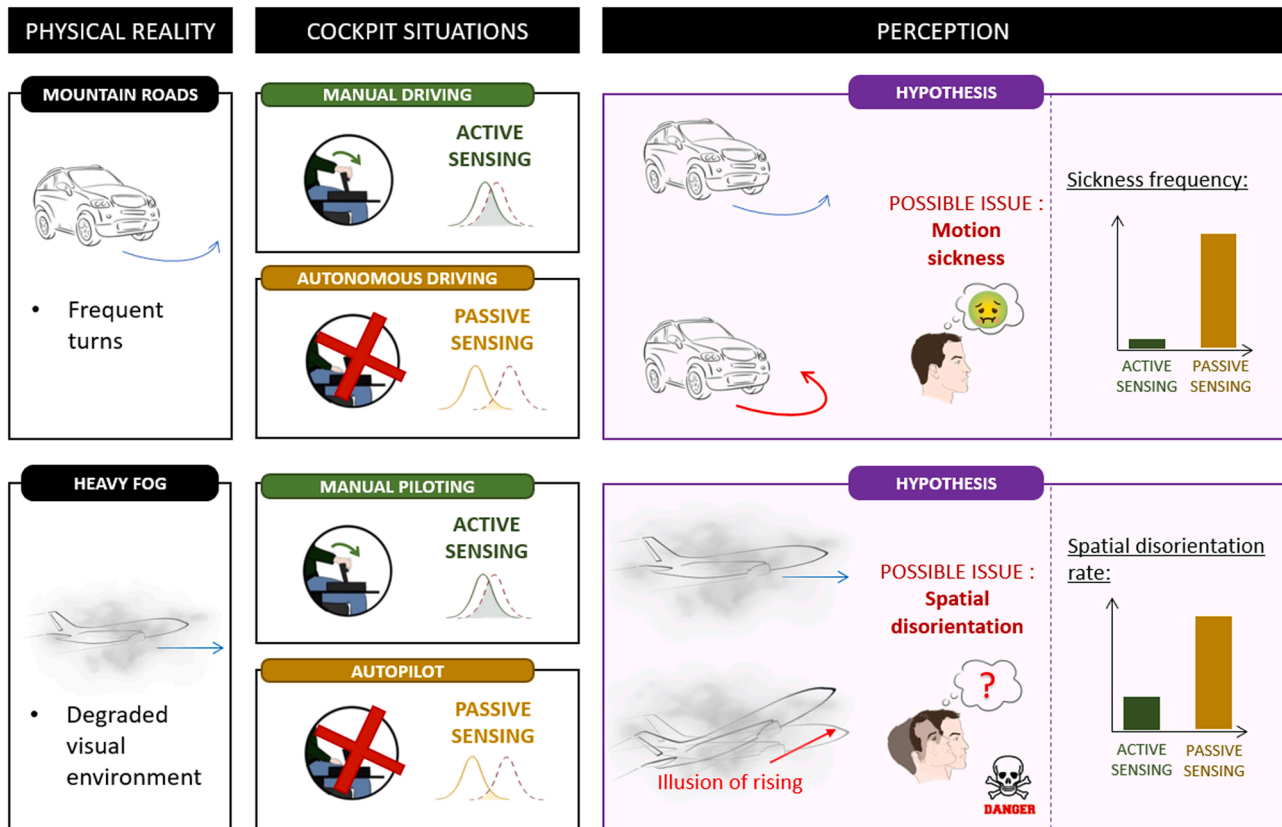 PHYSICAL REALITY
COCKPIT SITUATIONS
PERCEPTION
MOUNTAIN ROADS
• Frequent
turns
MANUAL DRIVING
ACTIVE
SENSING
AUTONOMOUS DRIVING
PASSIVE
SENSING
HYPOTHESIS
POSSIBLE ISSUE :
Motion
sickness
Sickness frequency:
ACTIVE
SENSING
PASSIVE
SENSING
HEAVY FOG
• Degraded
visual
environment
MANUAL PILOTING
ACTIVE
SENSING
AUTOPILOT
PASSIVE
SENSING
HYPOTHESIS
POSSIBLE ISSUE :
Spatial
disorientation
?
Illusion of rising
DANGER
Spatial disorientation
rate:
ACTIVE
SENSING
PASSIVE
SENSING